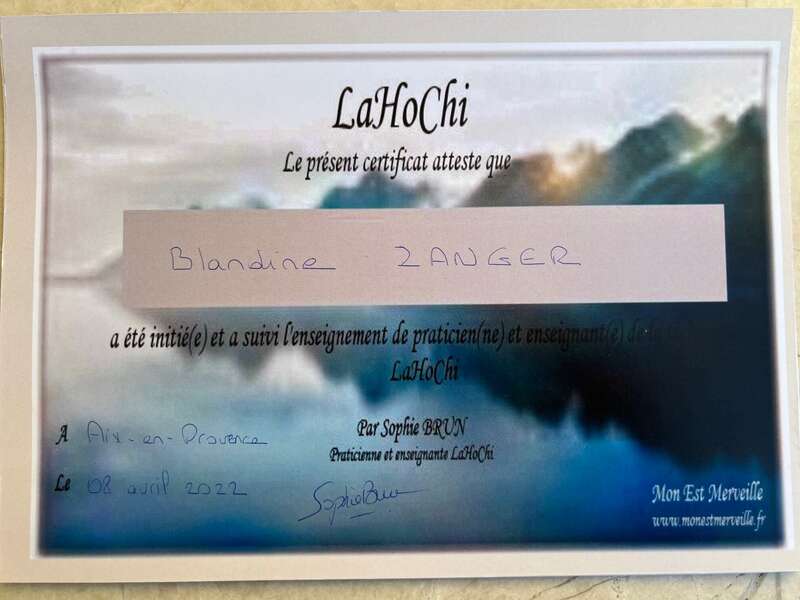 LaHoChi
Le présent certificat atteste que
Blandine ZANGER
a été initié(e) et a suivi l'enseignement de praticien(ne) et enseignant(e) de
LaHoChi
A Aix-en-Provence
Par Sophie BRUN
Praticienne et enseignante LaHoChi
Le 08 avril 2022
Sophie Brun
Mon Est Merveille
www.monestmerveille.fr